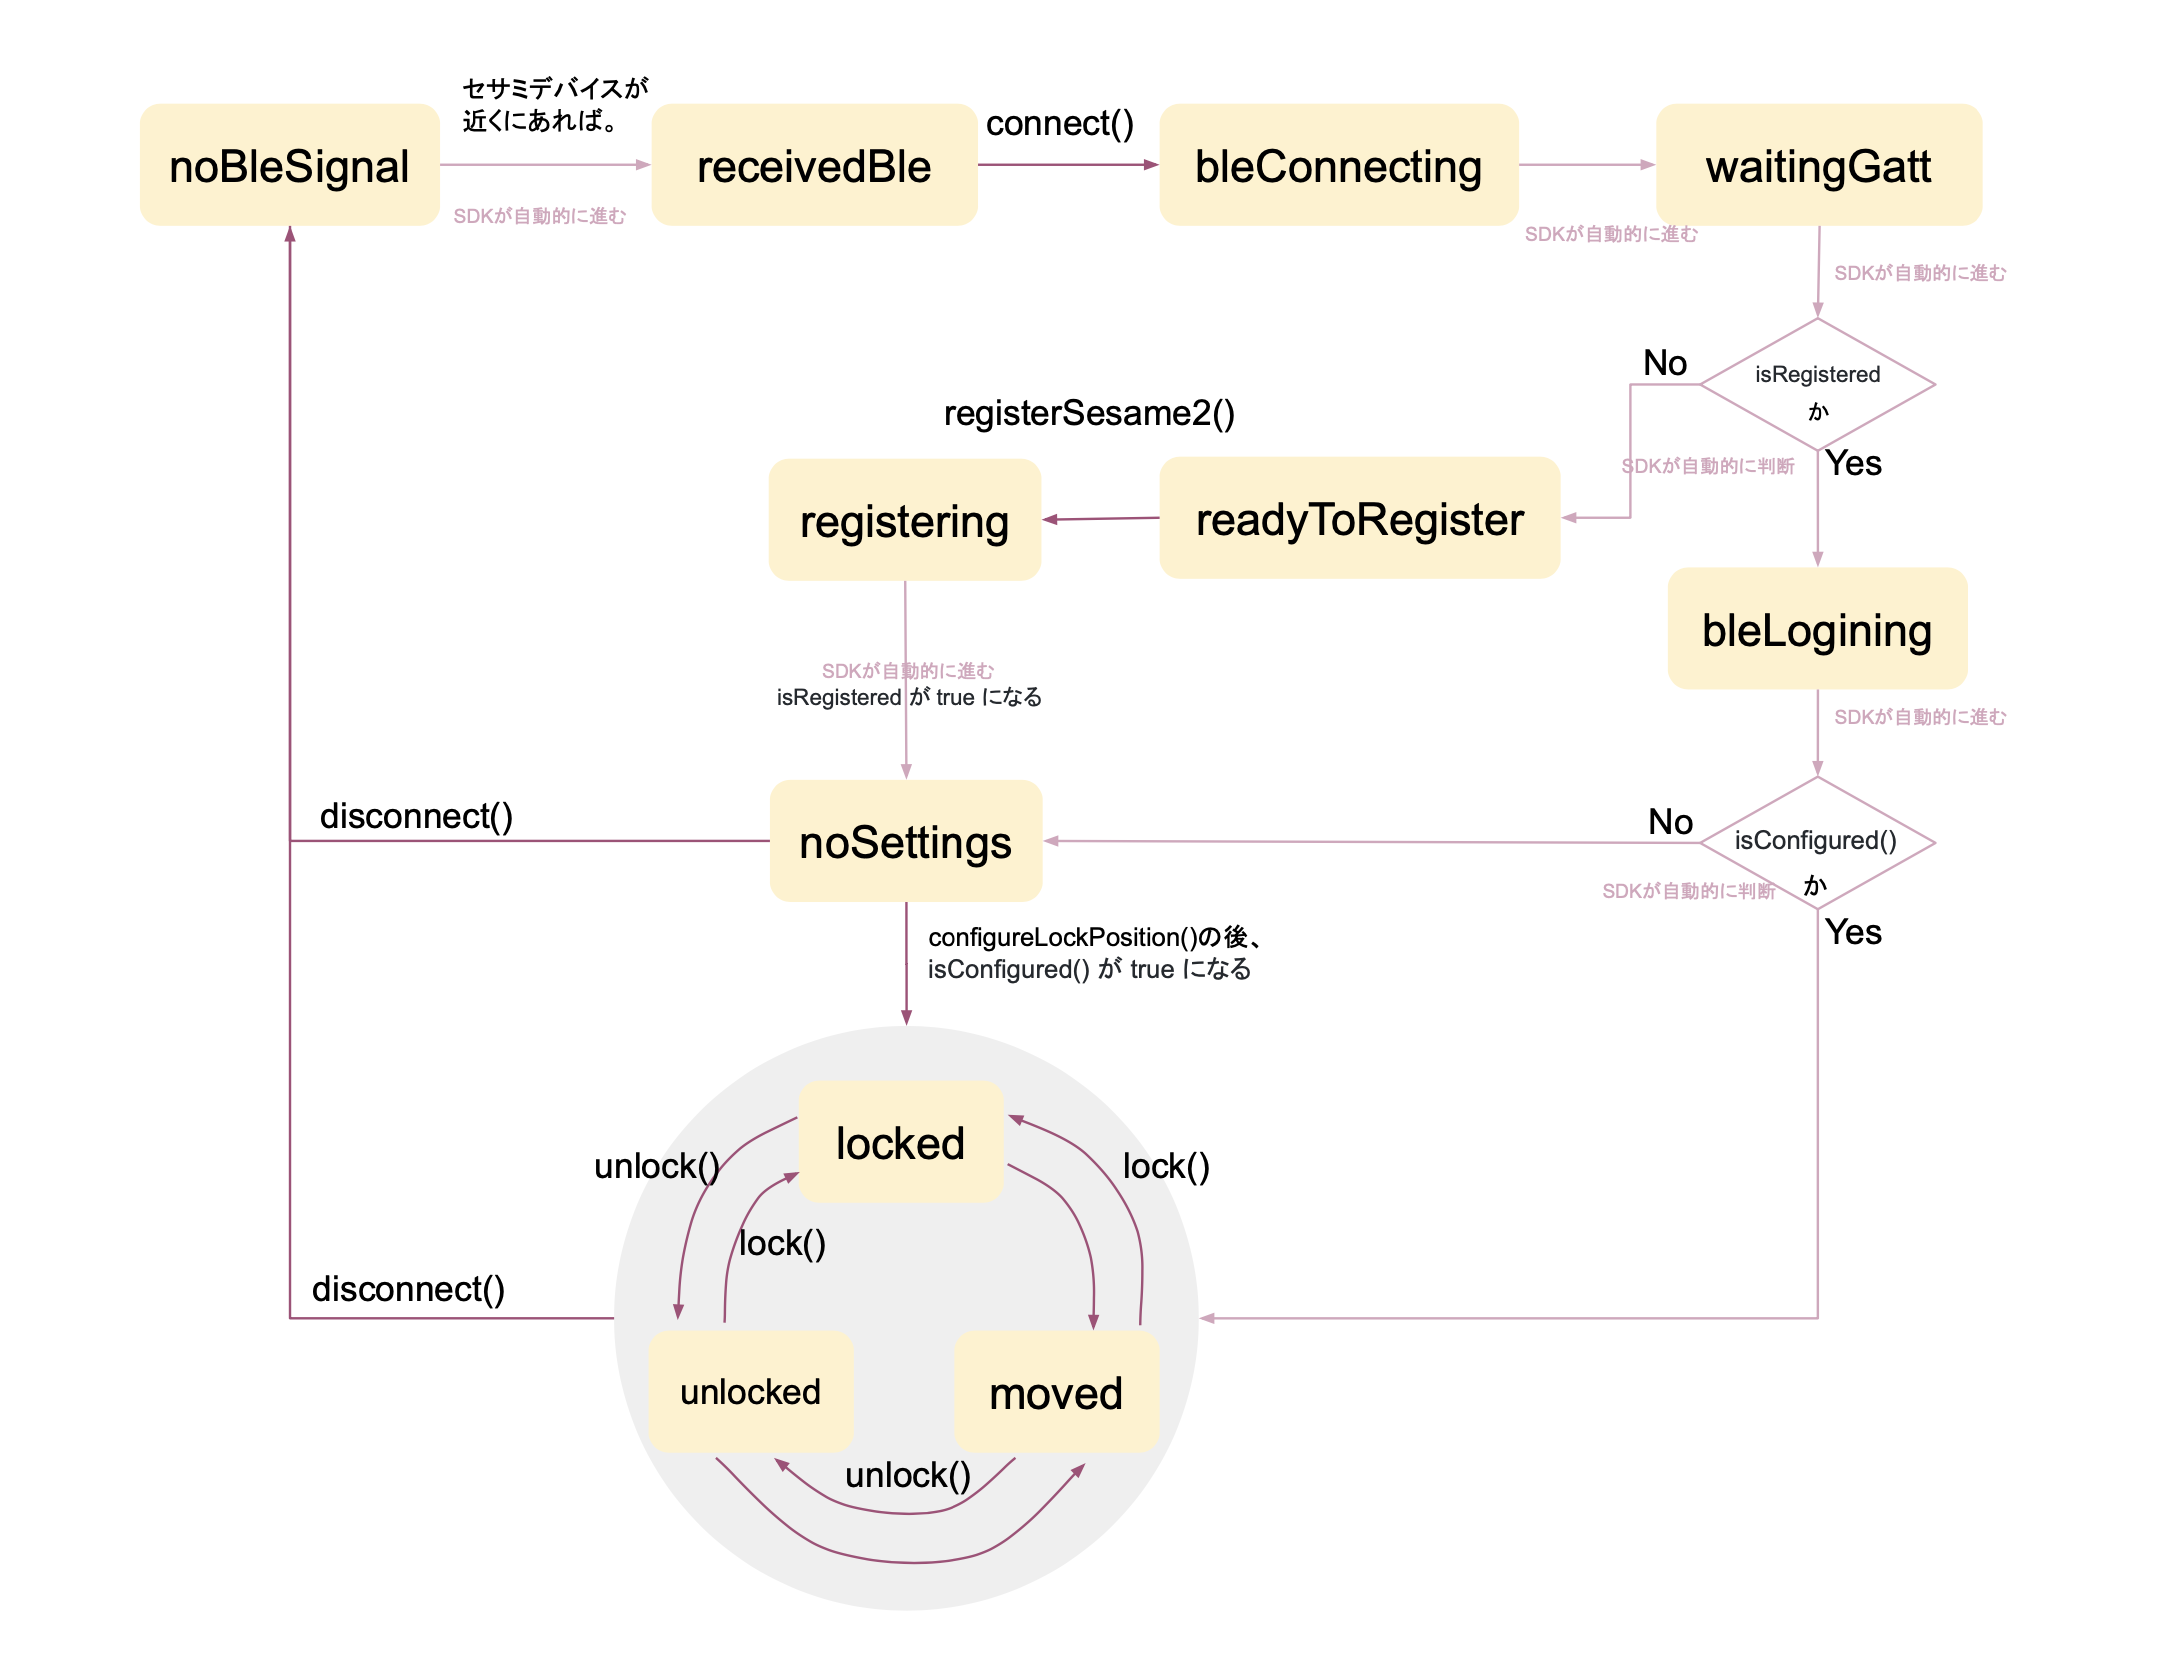 セサミデバイスが
近くにあれば。
noBleSignal
SDKが自動的に進む
receivedBle
connect()
bleConnecting
SDKが自動的に進む
waitingGatt
SDKが自動的に進む
isRegistered
か
No
SDKが自動的に判断
Yes
registerSesame2()
readyToRegister
registering
bleLogining
SDKが自動的に進む
SDKが自動的に進む
isRegistered が true になる
isConfigured()
か
No
SDKが自動的に判断
Yes
noSettings
disconnect()
configureLockPosition()の後、
isConfigured() が true になる
locked
unlock()
lock()
lock()
disconnect()
unlocked
moved
unlock()